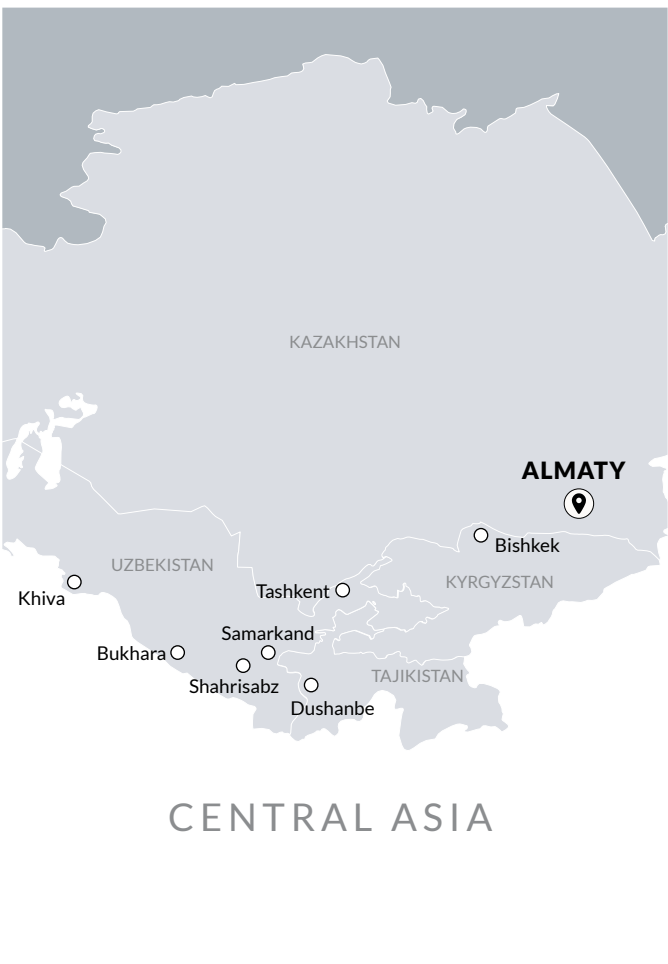 KAZAKHSTAN
ALMATY
Bishkek
UZBEKISTAN
KYRGYZSTAN
Tashkent
Khiva
Samarkand
Bukhara
TAJIKISTAN
Shahrisabz
Dushanbe
CENTRAL ASIA